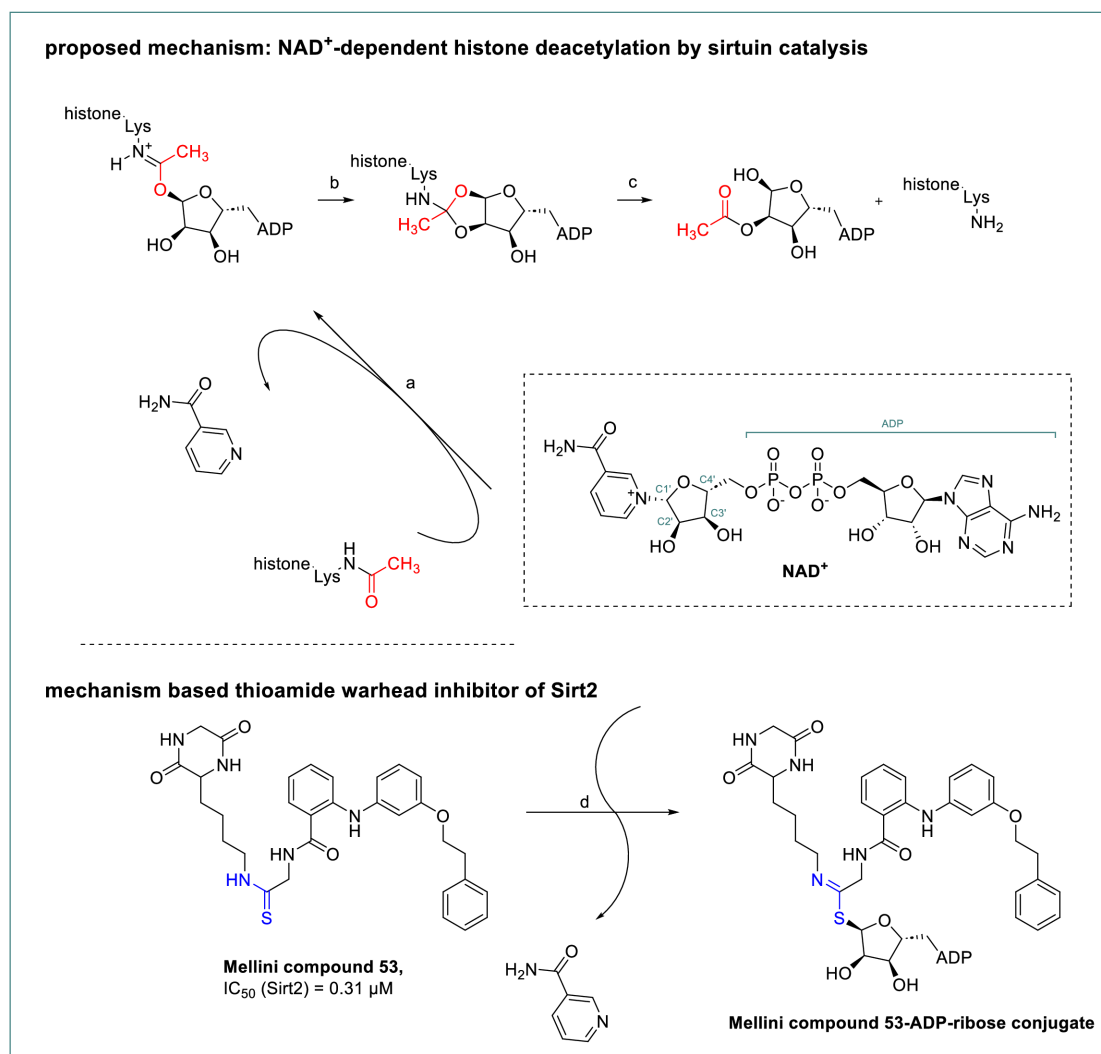 proposed mechanism: NAD⁺-dependent histone deacetylation by sirtuin catalysis
histone
Lys
H
N⁺
CH₃
O
O
HO
OH
ADP
b
histone
Lys
HN
O
O
H₃C
O
ADP
OH
c
HO
O
O
H₃C
O
ADP
OH
+
histone
Lys
NH₂
a
O
H₂N
N
histone
Lys
H
N
CH₃
O
ADP
O
H₂N
N⁺
C1'
O
C4'
C2'
C3'
HO
OH
O
O
P
O⁻
O
O
P
O⁻
O
O
HO
OH
N
N
N
N
NH₂
NAD⁺
mechanism based thioamide warhead inhibitor of Sirt2
O
HN
NH
O
N
H
O
HN
O
HN
S
Mellini compound 53,
IC₅₀ (Sirt2) = 0.31 μM
d
O
H₂N
N
O
HN
NH
O
N
H
O
HN
O
N
S
O
HO
OH
ADP
Mellini compound 53-ADP-ribose conjugate